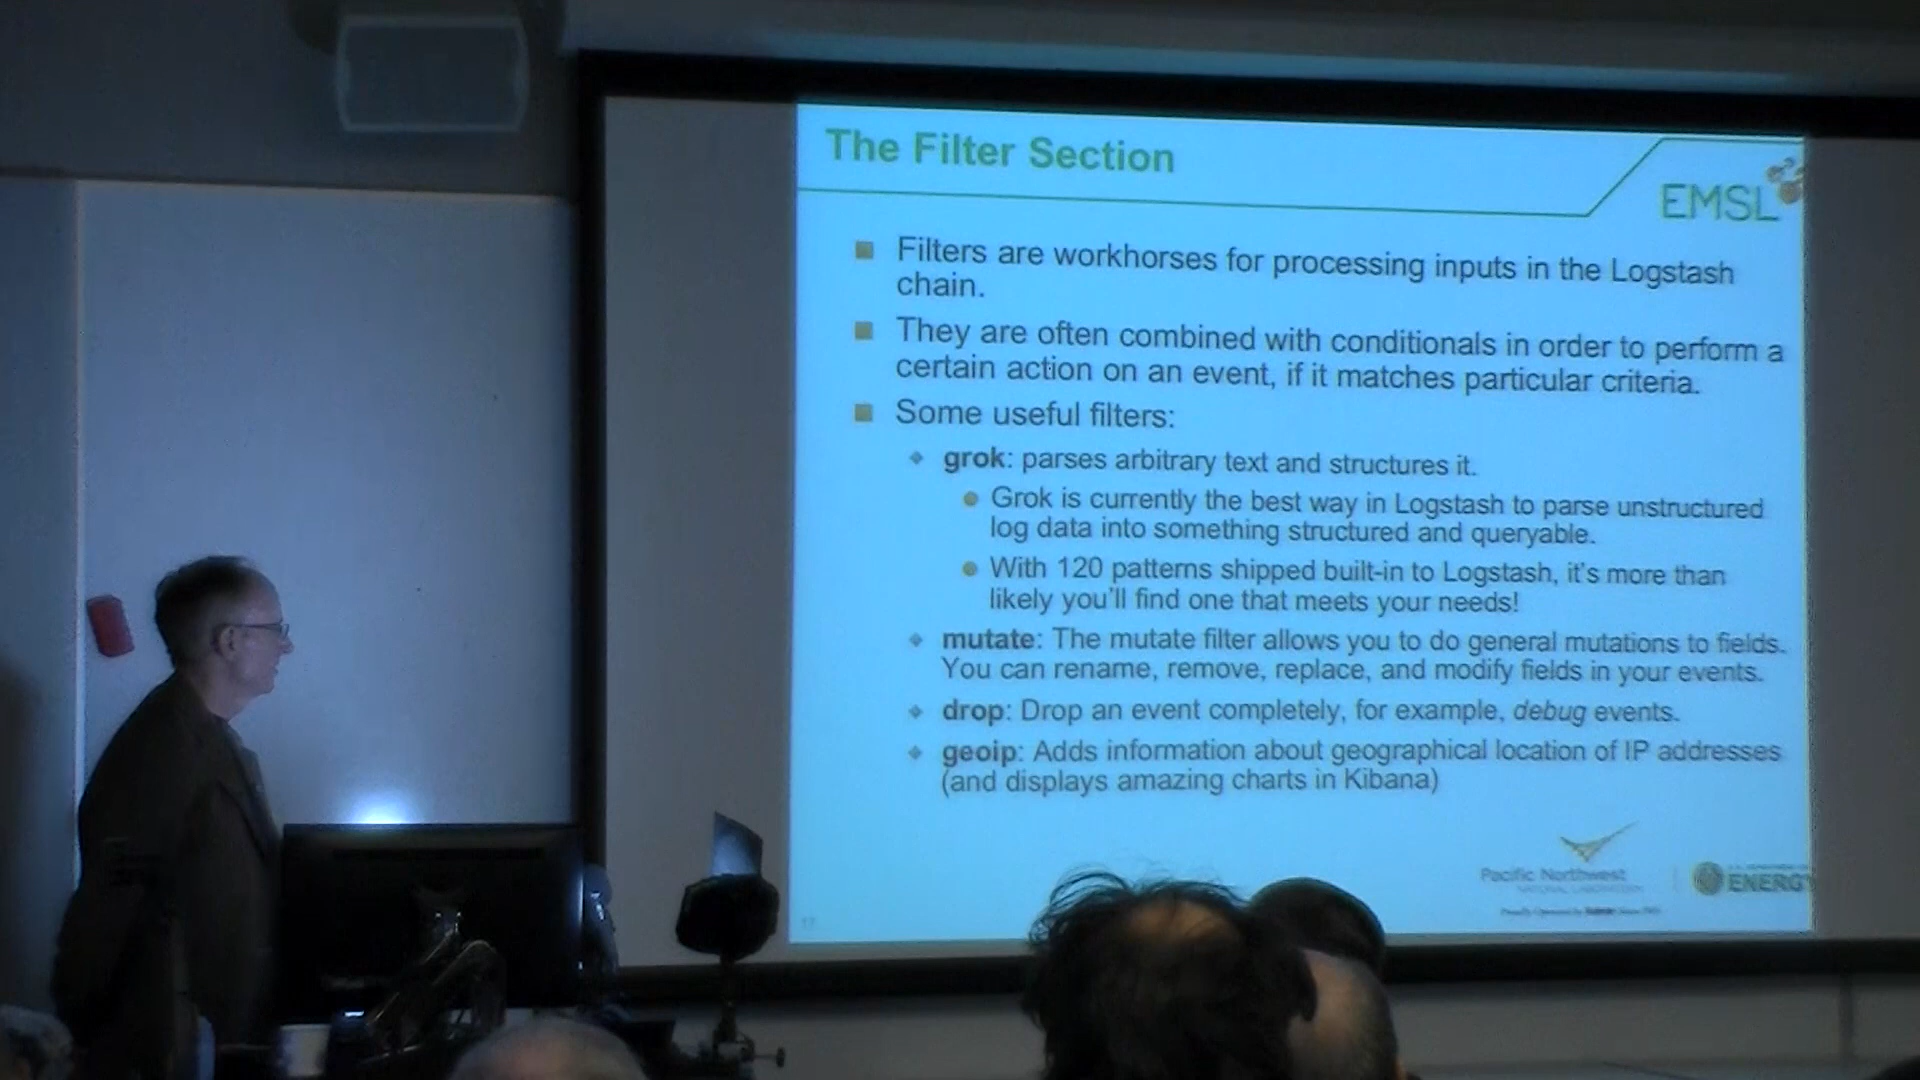 The Filter Section
EMSL
Filters are workhorses for processing inputs in the Logstash
chain.
They are often combined with conditionals in order to perform a
certain action on an event, if it matches particular criteria.
Some useful filters:
grok: parses arbitrary text and structures it.
Grok is currently the best way in Logstash to parse unstructured
log data into something structured and queryable.
With 120 patterns shipped built-in to Logstash, it's more than
likely you'll find one that meets your needs!
mutate: The mutate filter allows you to do general mutations to fields.
You can rename, remove, replace, and modify fields in your events.
drop: Drop an event completely, for example, debug events.
geoip: Adds information about geographical location of IP addresses
(and displays amazing charts in Kibana)
Pacific Northwest
NATIONAL LABORATORY
ENERGY